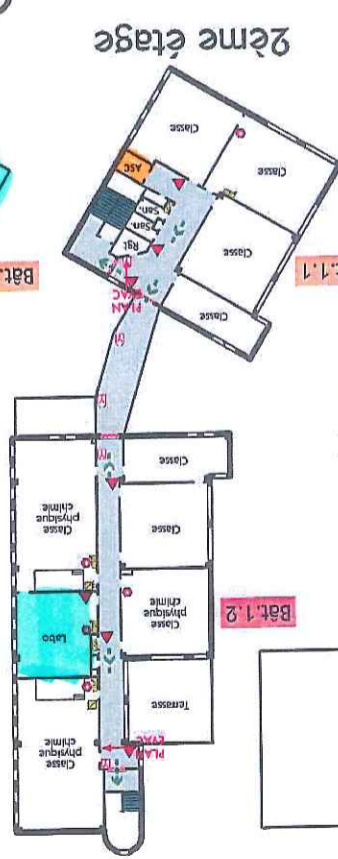 PLAN
EVAC
Classe
physique
chimie
Terrasse
Labo
Bât.1.2
Classe
physique
chimie
Classe
Classe
physique
chimie
Classe
Classe
PLAN
EVAC
Bât.
t.1.1
Classe
Rgt
San.
San.
ASC
Classe
Classe
2ème étage